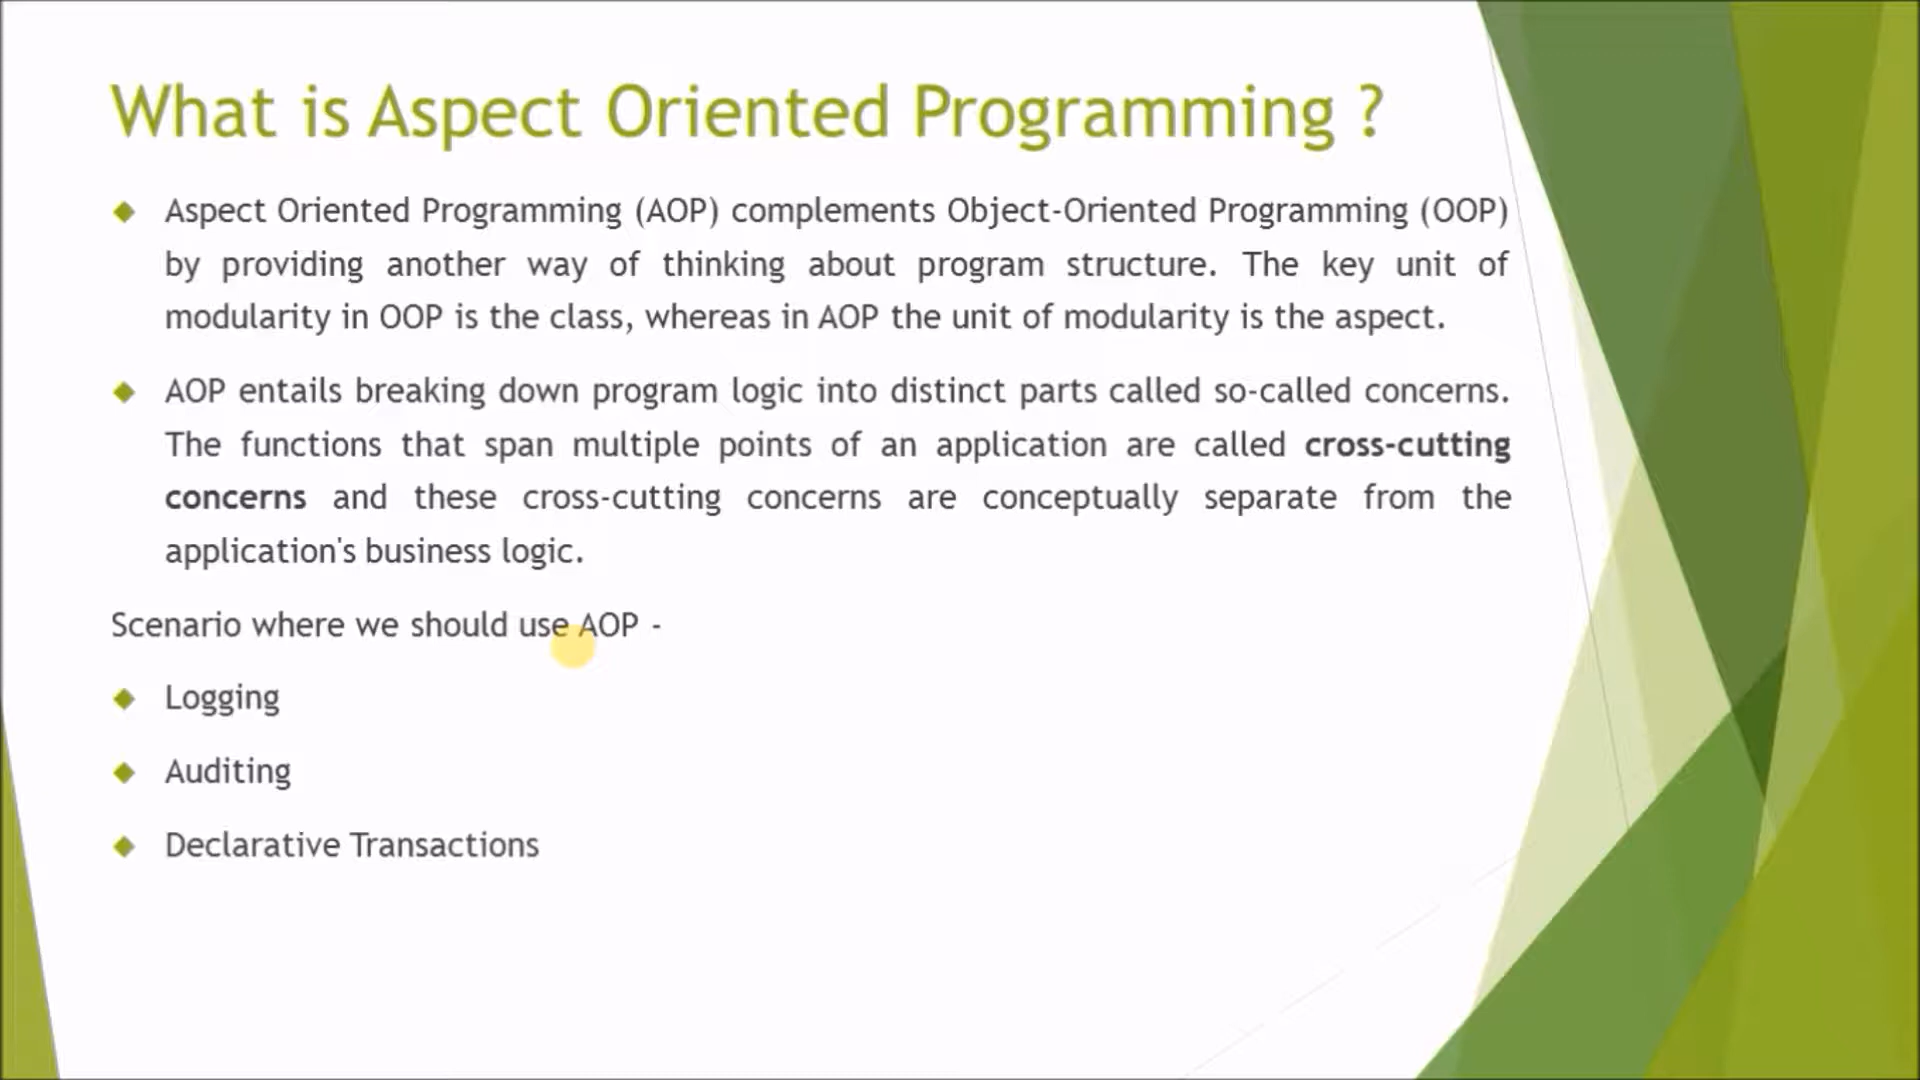 What is Aspect Oriented Programming ?
Aspect Oriented Programming (AOP) complements Object-Oriented Programming (OOP)
by providing another way of thinking about program structure. The key unit of
modularity in OOP is the class, whereas in AOP the unit of modularity is the aspect.
AOP entails breaking down program logic into distinct parts called so-called concerns.
The functions that span multiple points of an application are called cross-cutting
concerns and these cross-cutting concerns are conceptually separate from the
application's business logic.
Scenario where we should use AOP -
Logging
Auditing
Declarative Transactions